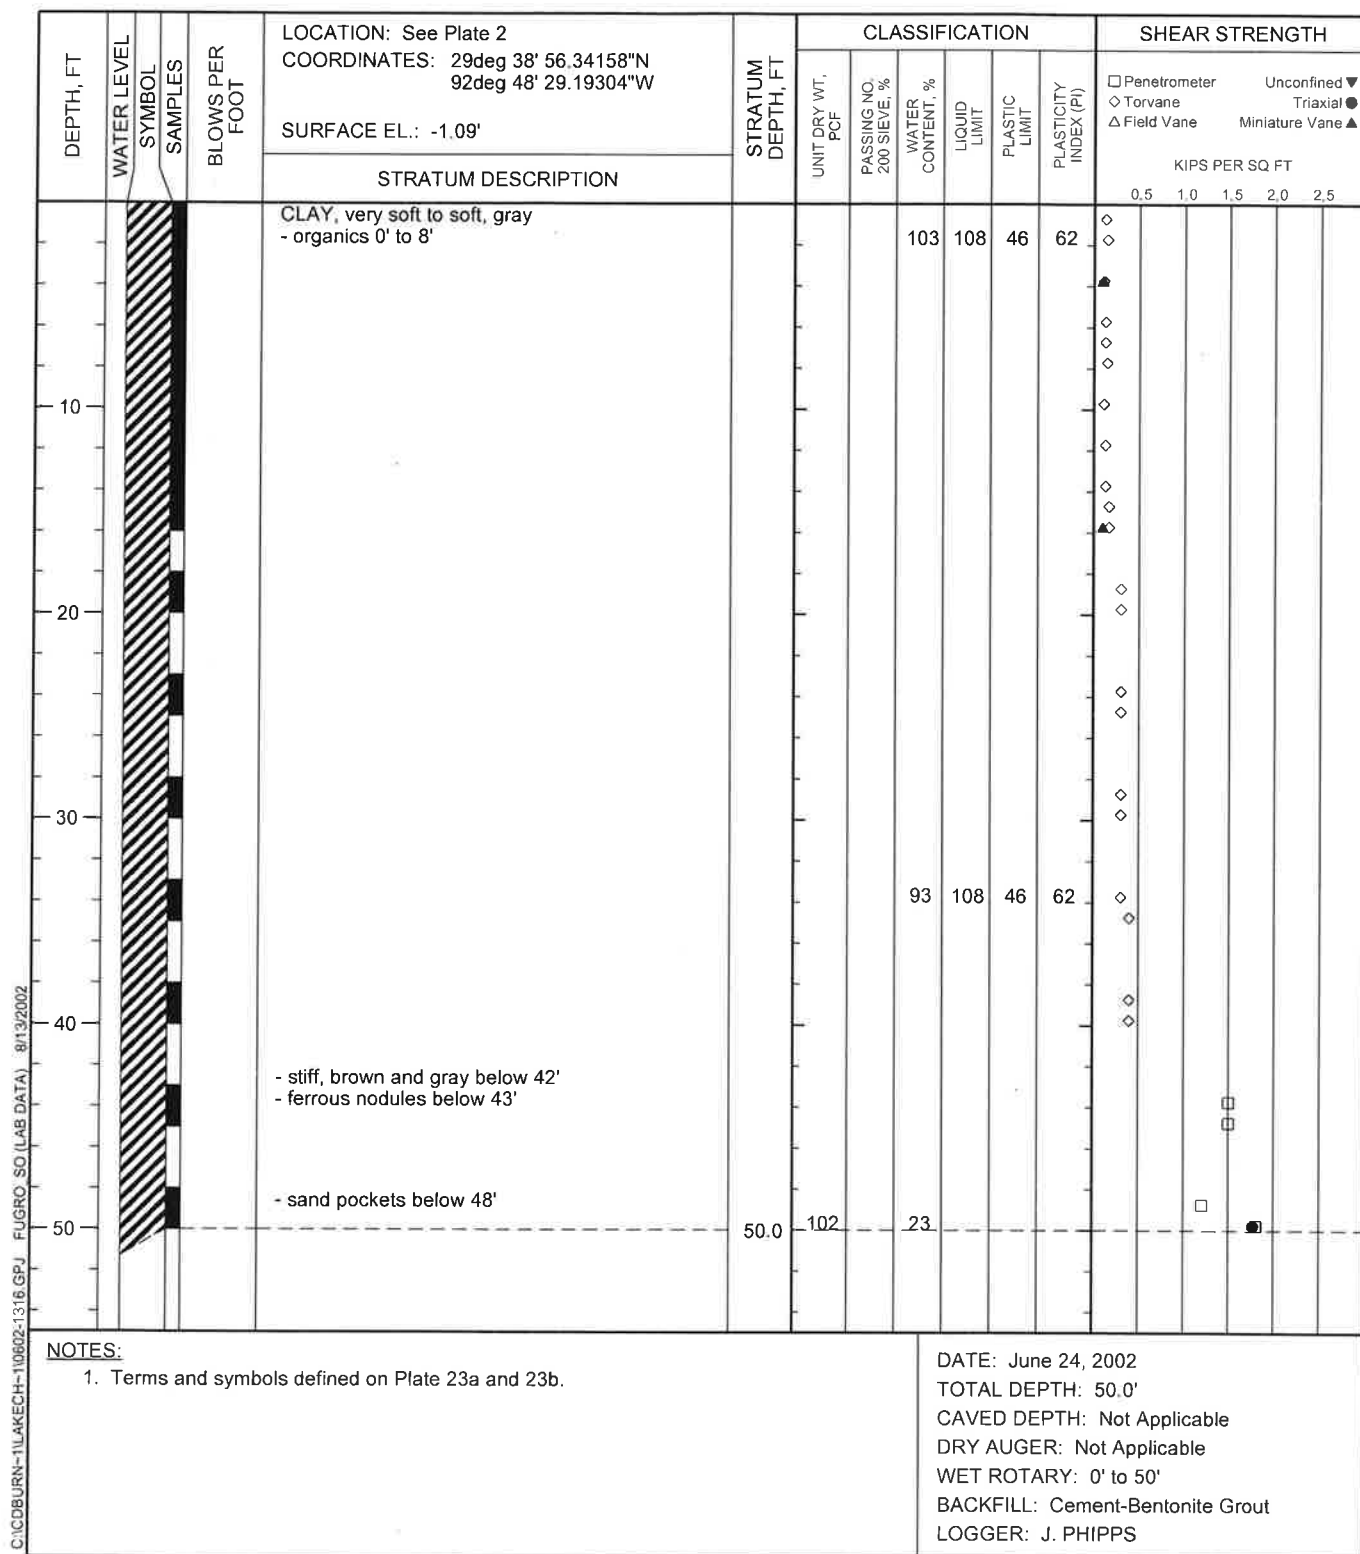 DEPTH, FT
WATER LEVEL
SYMBOL
SAMPLES
BLOWS PER
FOOT
LOCATION: See Plate 2
COORDINATES: 29deg 38' 56.34158"N
92deg 48' 29.19304"W
SURFACE EL.: -1.09'
STRATUM DESCRIPTION
STRATUM
DEPTH, FT
CLASSIFICATION
UNIT DRY WT,
PCF
PASSING NO.
200 SIEVE, %
WATER
CONTENT, %
LIQUID
LIMIT
PLASTIC
LIMIT
PLASTICITY
INDEX (PI)
SHEAR STRENGTH
Penetrometer Unconfined
Torvane Triaxial
Field Vane Miniature Vane
KIPS PER SQ FT
0.5 1.0 1.5 2.0 2.5
CLAY, very soft to soft, gray
- organics 0' to 8'
103 108 46 62
10
20
30
93 108 46 62
40
- stiff, brown and gray below 42'
- ferrous nodules below 43'
- sand pockets below 48'
50 50.0 102 23
NOTES:
1. Terms and symbols defined on Plate 23a and 23b.
DATE: June 24, 2002
TOTAL DEPTH: 50.0'
CAVED DEPTH: Not Applicable
DRY AUGER: Not Applicable
WET ROTARY: 0' to 50'
BACKFILL: Cement-Bentonite Grout
LOGGER: J. PHIPPS
C:\CDBURN~1\LAKECH~1\0602-1316.GPJ FUGRO_SO (LAB DATA) 8/13/2002